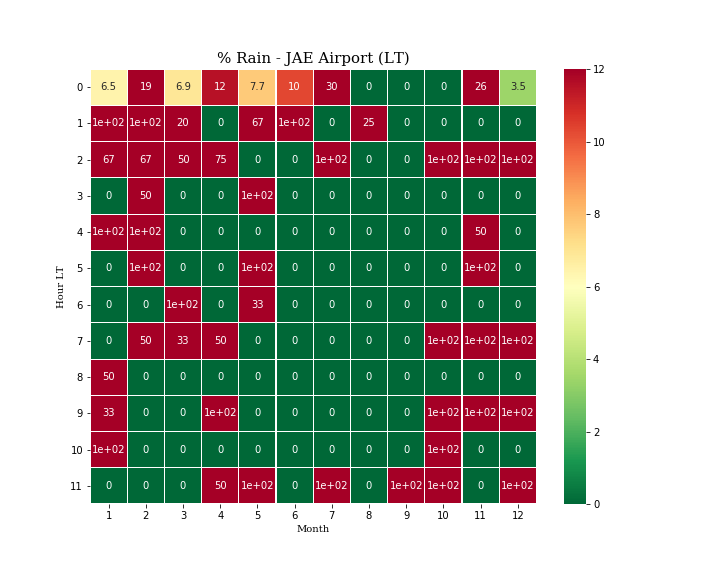 % Rain - JAE Airport (LT)
0 6.5 19 6.9 12 7.7 10 30 0 0 0 26 3.5
1 1e+02 1e+02 20 0 67 1e+02 0 25 0 0 0 0
2 67 67 50 75 0 0 1e+02 0 0 1e+02 1e+02 1e+02
3 0 50 0 0 1e+02 0 0 0 0 0 0 0
4 1e+02 1e+02 0 0 0 0 0 0 0 0 50 0
5 0 1e+02 0 0 1e+02 0 0 0 0 0 1e+02 0
6 0 0 1e+02 0 33 0 0 0 0 0 0 0
7 0 50 33 50 0 0 0 0 0 1e+02 1e+02 1e+02
8 50 0 0 0 0 0 0 0 0 0 0 0
9 33 0 0 1e+02 0 0 0 0 0 1e+02 1e+02 1e+02
10 1e+02 0 0 0 0 0 0 0 0 1e+02 0 0
11 0 0 0 50 1e+02 0 1e+02 0 1e+02 1e+02 0 1e+02
1 2 3 4 5 6 7 8 9 10 11 12
Month
Hour LT
12
10
8
6
4
2
0